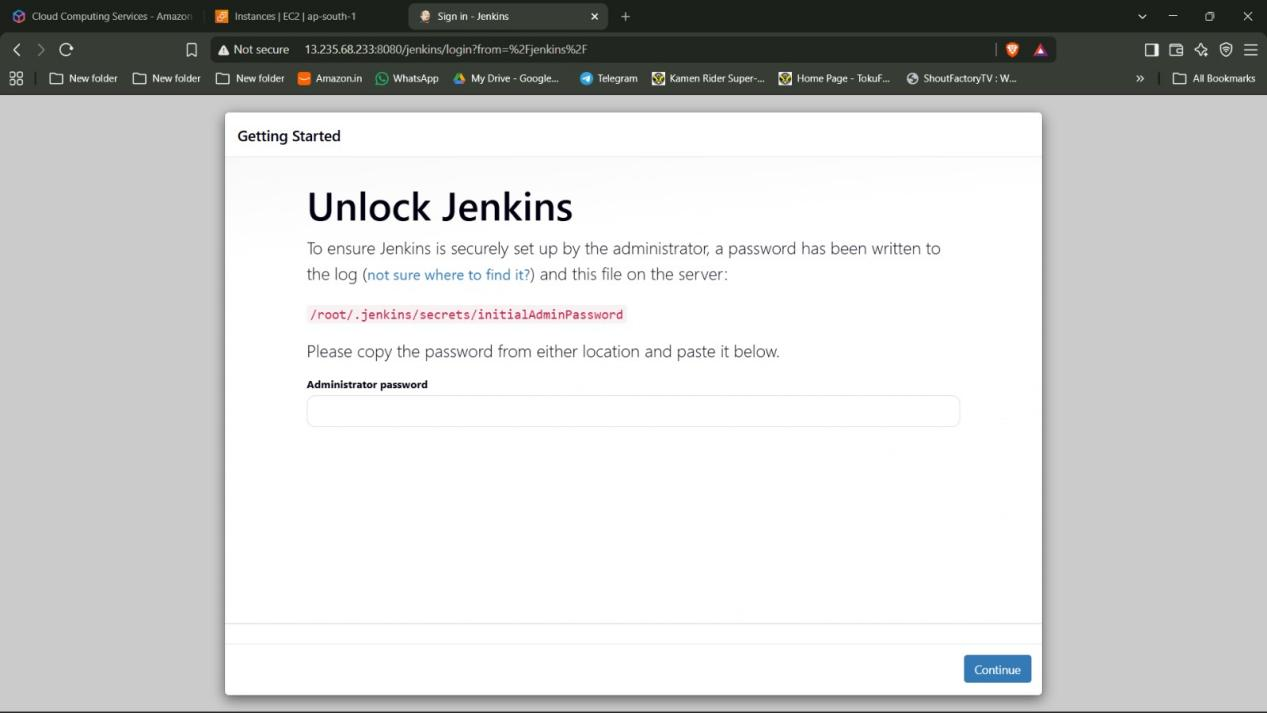 Cloud Computing Services - Amazon
Instances | EC2 | ap-south-1
Sign in - Jenkins
Not secure
13.235.68.233:8080/jenkins/login?from=%2Fjenkins%2F
New folder
New folder
New folder
Amazon.in
WhatsApp
My Drive - Google...
Telegram
Kamen Rider Super-...
Home Page - TokuF...
ShoutFactoryTV : W...
»
All Bookmarks
Getting Started
Unlock Jenkins
To ensure Jenkins is securely set up by the administrator, a password has been written to
the log (not sure where to find it?) and this file on the server:
/root/.jenkins/secrets/initialAdminPassword
Please copy the password from either location and paste it below.
Administrator password
Continue